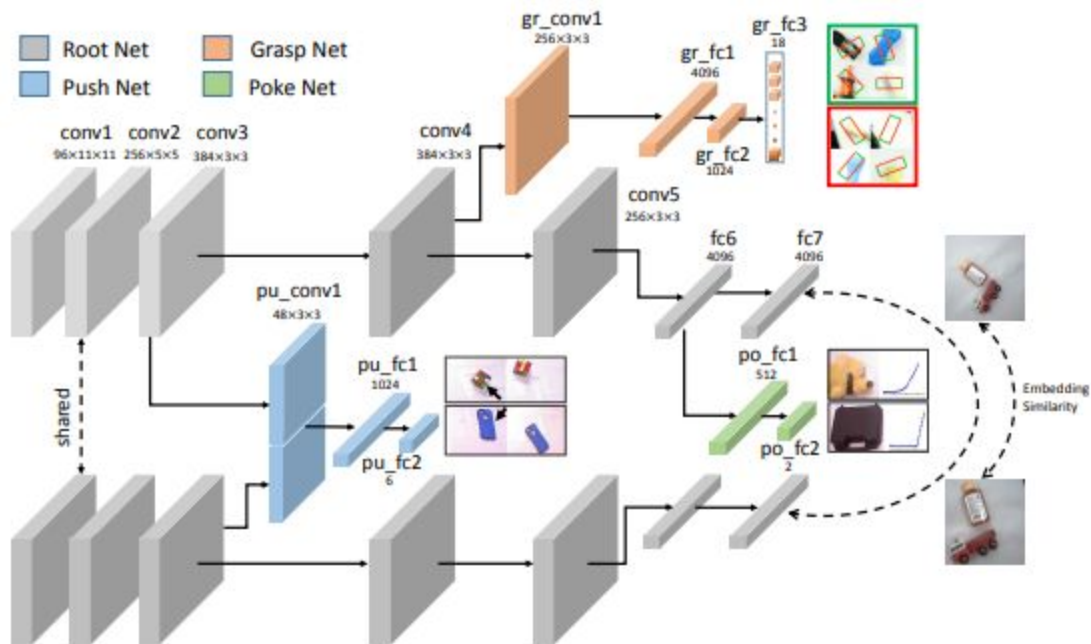 Root Net
Grasp Net
Push Net
Poke Net
gr_conv1
256×3×3
gr_fc1
4096
gr_fc3
18
gr_fc2
1024
conv1
96×11×11
conv2
256×5×5
conv3
384×3×3
conv4
384×3×3
conv5
256×3×3
fc6
4096
fc7
4096
pu_conv1
48×3×3
pu_fc1
1024
pu_fc2
6
po_fc1
512
po_fc2
2
shared
Embedding
Similarity